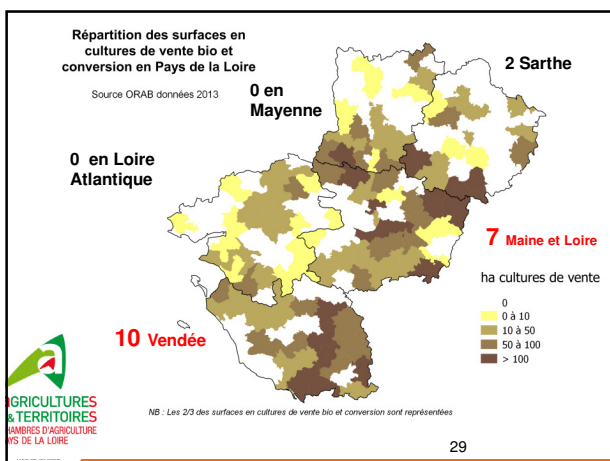 Répartition des surfaces en
cultures de vente bio et
conversion en Pays de la Loire
Source ORAB données 2013
0 en
Mayenne
2 Sarthe
0 en Loire
Atlantique
7 Maine et Loire
ha cultures de vente
0
0 à 10
10 à 50
50 à 100
> 100
10 Vendée
GRICULTURES
& TERRITOIRES
HAMBRES D'AGRICULTURE
AYS DE LA LOIRE
NB : Les 2/3 des surfaces en cultures de vente bio et conversion sont représentées
29